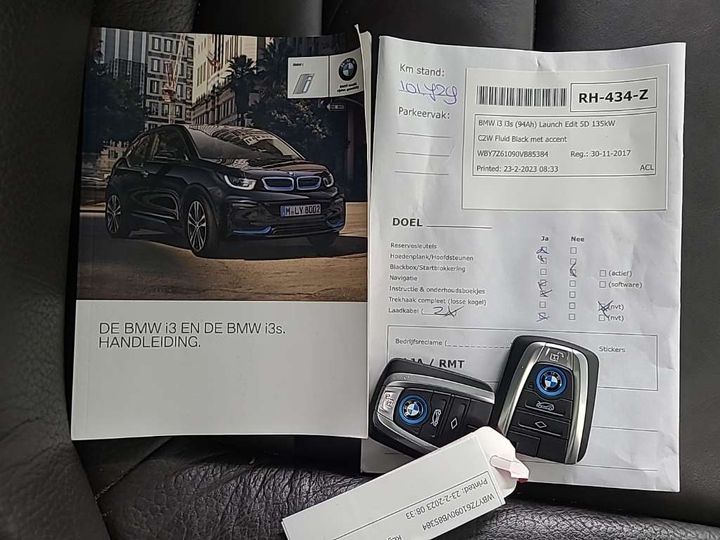 M-LY 8002
DE BMW i3 EN DE BMW i3s.
HANDLEIDING.
Km stand:
Parkeervak:
RH-434-Z
BMW i3 i3s (94Ah) Launch Edit 5D 135kW
C2W Fluid Black met accent
WBY7Z61090VB85384 Reg.: 30-11-2017
Printed: 23-2-2023 08:33 ACL
DOEL
Ja Nee
Reservesleutels
Hoedenplank/Hoofdsteunen
Blackbox/Startblokkering (actief)
Navigatie (software)
Instructie & onderhoudsboekjes
Trekhaak compleet (losse kogel) (nvt)
Laadkabel 2x (nvt)
Bedrijfsreclame ( Stickers
/ RMT
WBY7Z61090VB85384
Printed: 23-2-2023 08:33